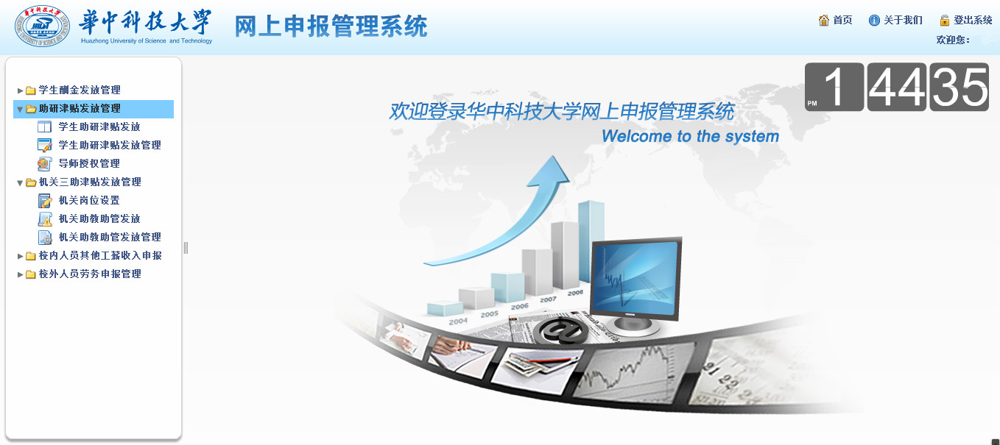 華中科技大学
Huazhong University of Science and Technology
网上申报管理系统
首页
关于我们
登出系统
欢迎您:
学生酬金发放管理
助研津贴发放管理
学生助研津贴发放
学生助研津贴发放管理
导师授权管理
机关三助津贴发放管理
机关岗位设置
机关助教助管发放
机关助教助管发放管理
校内人员其他工薪收入申报
校外人员劳务申报管理
PM 1 44 35
欢迎登录华中科技大学网上申报管理系统
Welcome to the system
2004 2005 2006 2007 2008
@